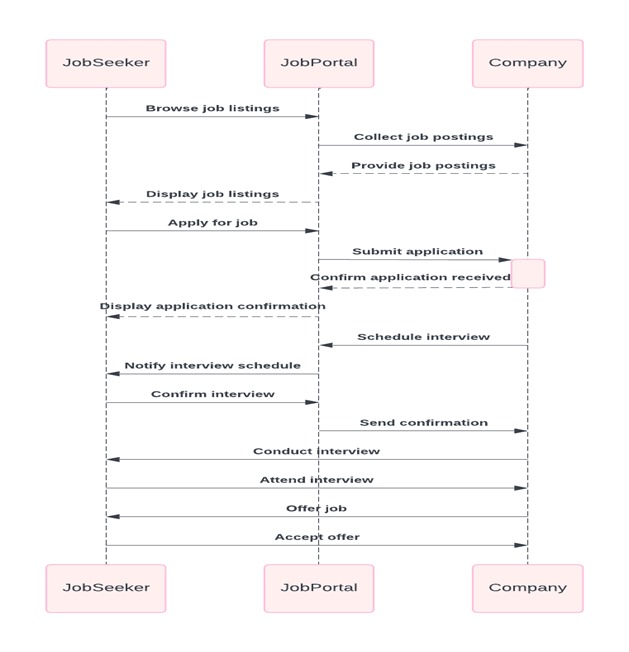 JobSeeker JobPortal Company
Browse job listings
Collect job postings
Provide job postings
Display job listings
Apply for job
Submit application
Confirm application received
Display application confirmation
Schedule interview
Notify interview schedule
Confirm interview
Send confirmation
Conduct interview
Attend interview
Offer job
Accept offer
JobSeeker JobPortal Company